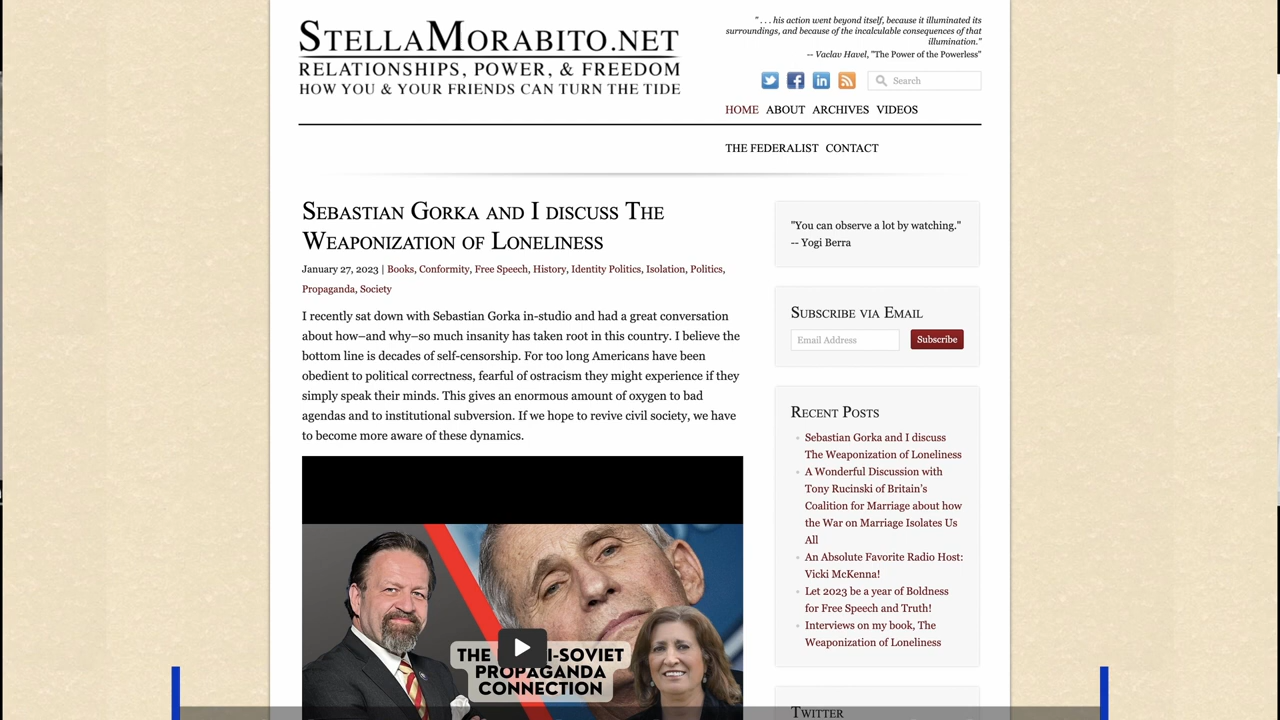 STELLAMORABITO.NET
RELATIONSHIPS, POWER, & FREEDOM
HOW YOU & YOUR FRIENDS CAN TURN THE TIDE
" . . . his action went beyond itself, because it illuminated its
surroundings, and because of the incalculable consequences of that
illumination."
-- Vaclav Havel, "The Power of the Powerless"
Search
HOME ABOUT ARCHIVES VIDEOS
THE FEDERALIST CONTACT
SEBASTIAN GORKA AND I DISCUSS THE
WEAPONIZATION OF LONELINESS
January 27, 2023 | Books, Conformity, Free Speech, History, Identity Politics, Isolation, Politics,
Propaganda, Society
I recently sat down with Sebastian Gorka in-studio and had a great conversation
about how–and why–so much insanity has taken root in this country. I believe the
bottom line is decades of self-censorship. For too long Americans have been
obedient to political correctness, fearful of ostracism they might experience if they
simply speak their minds. This gives an enormous amount of oxygen to bad
agendas and to institutional subversion. If we hope to revive civil society, we have
to become more aware of these dynamics.
THE
-SOVIET
PROPAGANDA
CONNECTION
"You can observe a lot by watching."
-- Yogi Berra
SUBSCRIBE VIA EMAIL
Email Address Subscribe
RECENT POSTS
Sebastian Gorka and I discuss
The Weaponization of Loneliness
A Wonderful Discussion with
Tony Rucinski of Britain's
Coalition for Marriage about how
the War on Marriage Isolates Us
All
An Absolute Favorite Radio Host:
Vicki McKenna!
Let 2023 be a year of Boldness
for Free Speech and Truth!
Interviews on my book, The
Weaponization of Loneliness
TWITTER